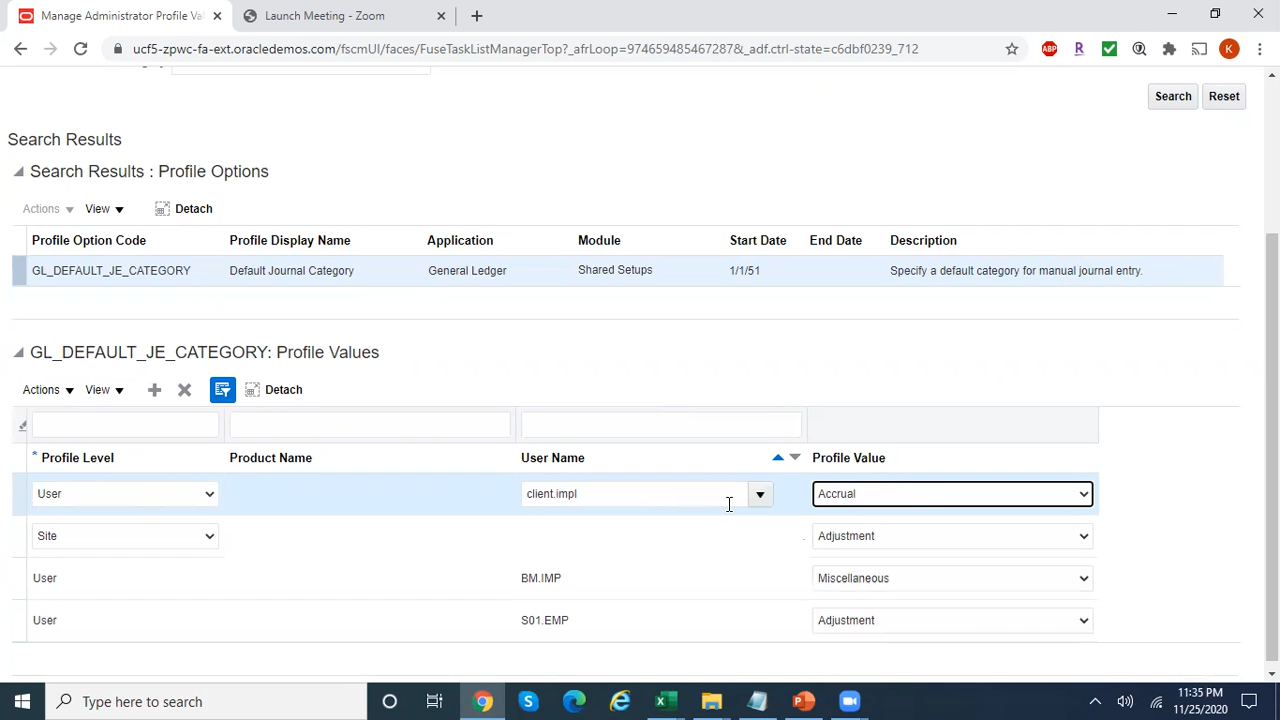 Manage Administrator Profile Va
Launch Meeting - Zoom
ucf5-zpwc-fa-ext.oracledemos.com/fscmUI/faces/FuseTaskListManagerTop?_afrLoop=974659485467287&_adf.ctrl-state=c6dbf0239_712
ABP
R
K
Search
Reset
Search Results
Search Results : Profile Options
Actions View Detach
Profile Option Code Profile Display Name Application Module Start Date End Date Description
GL_DEFAULT_JE_CATEGORY Default Journal Category General Ledger Shared Setups 1/1/51 Specify a default category for manual journal entry.
GL_DEFAULT_JE_CATEGORY: Profile Values
Actions View Detach
* Profile Level Product Name User Name Profile Value
User client.impl Accrual
Site Adjustment
User BM.IMP Miscellaneous
User S01.EMP Adjustment
Type here to search
11:35 PM
11/25/2020